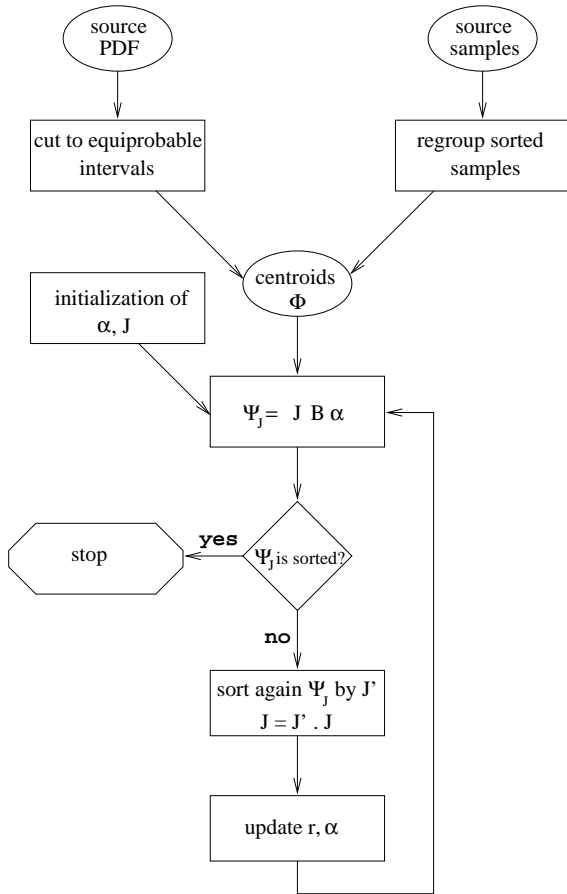 source
PDF
source
samples
cut to equiprobable
intervals
regroup sorted
samples
centroids
Φ
initialization of
α, J
Ψ_J = J B α
yes
stop
Ψ_J is sorted?
no
sort again Ψ_J by J'
J = J' . J
update r, α